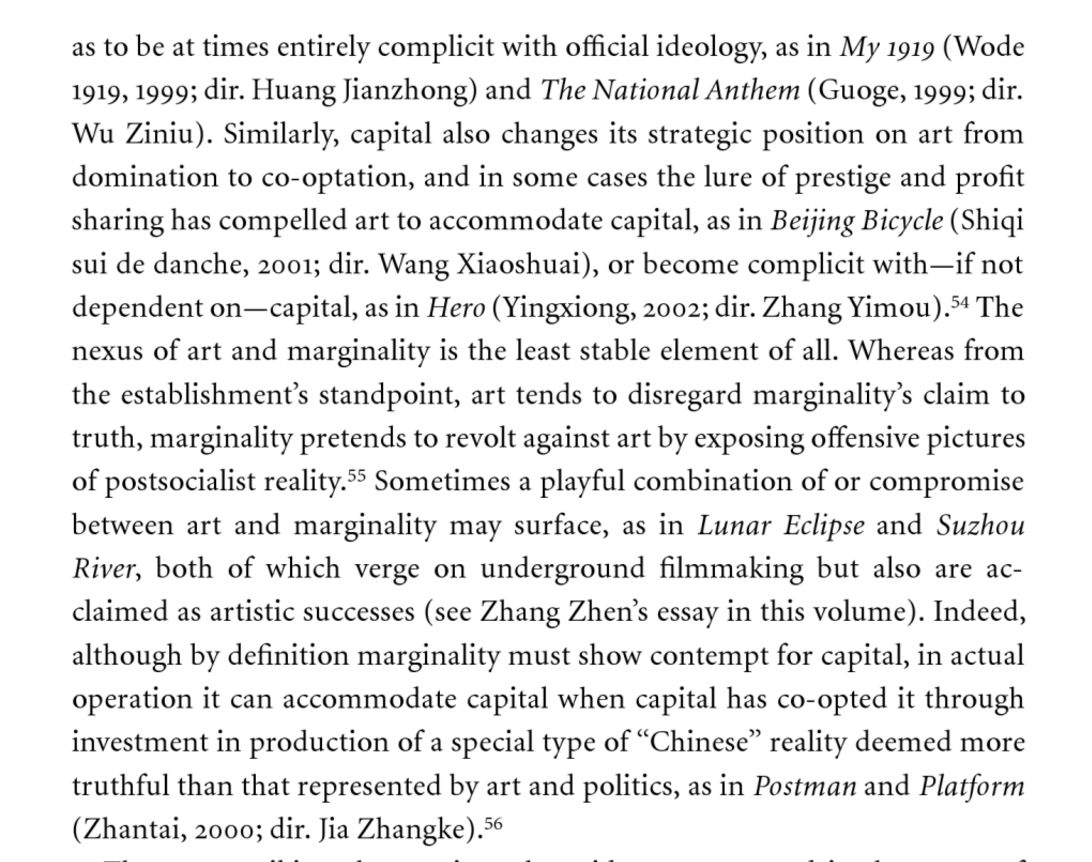 as to be at times entirely complicit with official ideology, as in My 1919 (Wode
1919, 1999; dir. Huang Jianzhong) and The National Anthem (Guoge, 1999; dir.
Wu Ziniu). Similarly, capital also changes its strategic position on art from
domination to co-optation, and in some cases the lure of prestige and profit
sharing has compelled art to accommodate capital, as in Beijing Bicycle (Shiqi
sui de danche, 2001; dir. Wang Xiaoshuai), or become complicit with—if not
dependent on—capital, as in Hero (Yingxiong, 2002; dir. Zhang Yimou).54 The
nexus of art and marginality is the least stable element of all. Whereas from
the establishment’s standpoint, art tends to disregard marginality’s claim to
truth, marginality pretends to revolt against art by exposing offensive pictures
of postsocialist reality.55 Sometimes a playful combination of or compromise
between art and marginality may surface, as in Lunar Eclipse and Suzhou
River, both of which verge on underground filmmaking but also are ac-
claimed as artistic successes (see Zhang Zhen’s essay in this volume). Indeed,
although by definition marginality must show contempt for capital, in actual
operation it can accommodate capital when capital has co-opted it through
investment in production of a special type of “Chinese” reality deemed more
truthful than that represented by art and politics, as in Postman and Platform
(Zhantai, 2000; dir. Jia Zhangke).56